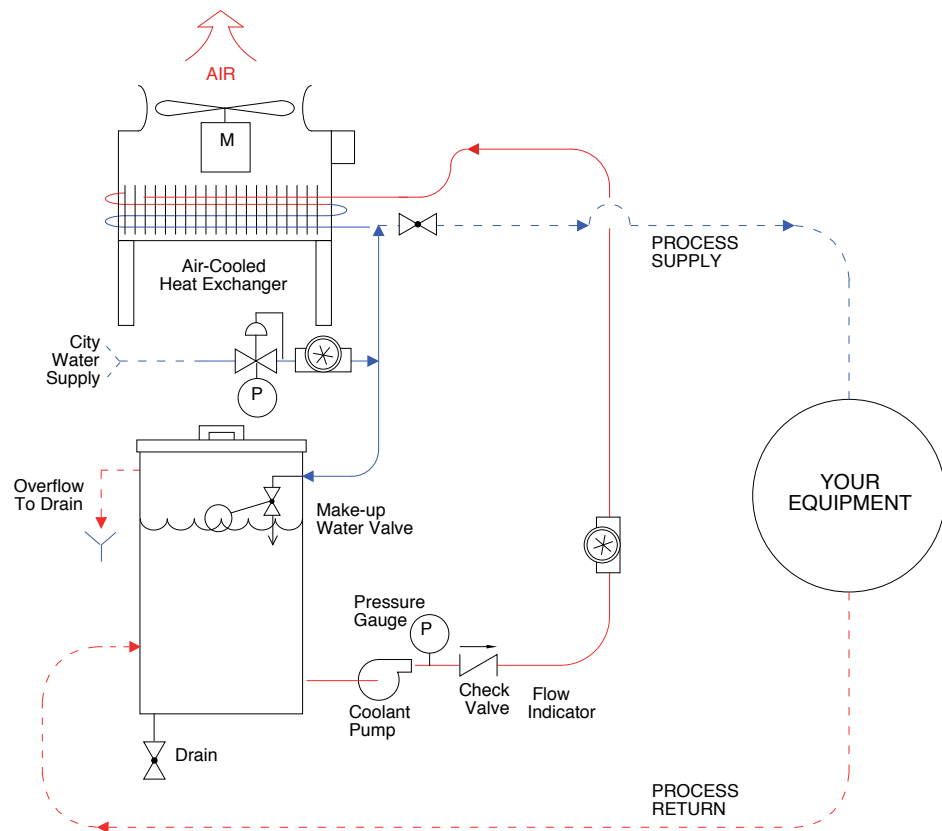 AIR
M
Air-Cooled
Heat Exchanger
PROCESS
SUPPLY
City
Water
Supply
P
Overflow
To Drain
Make-up
Water Valve
YOUR
EQUIPMENT
Pressure
Gauge
P
Coolant
Pump
Check
Valve
Flow
Indicator
Drain
PROCESS
RETURN